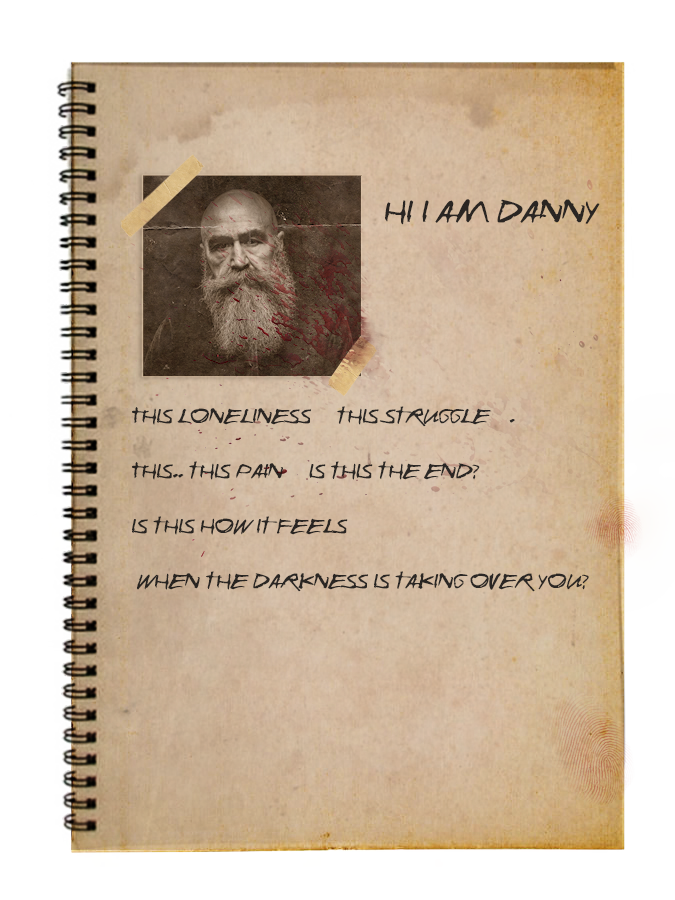 HI I AM DANNY
THIS LONELINESS THIS STRUGGLE .
THIS.. THIS PAIN IS THIS THE END?
IS THIS HOW IT FEELS
WHEN THE DARKNESS IS TAKING OVER YOU?